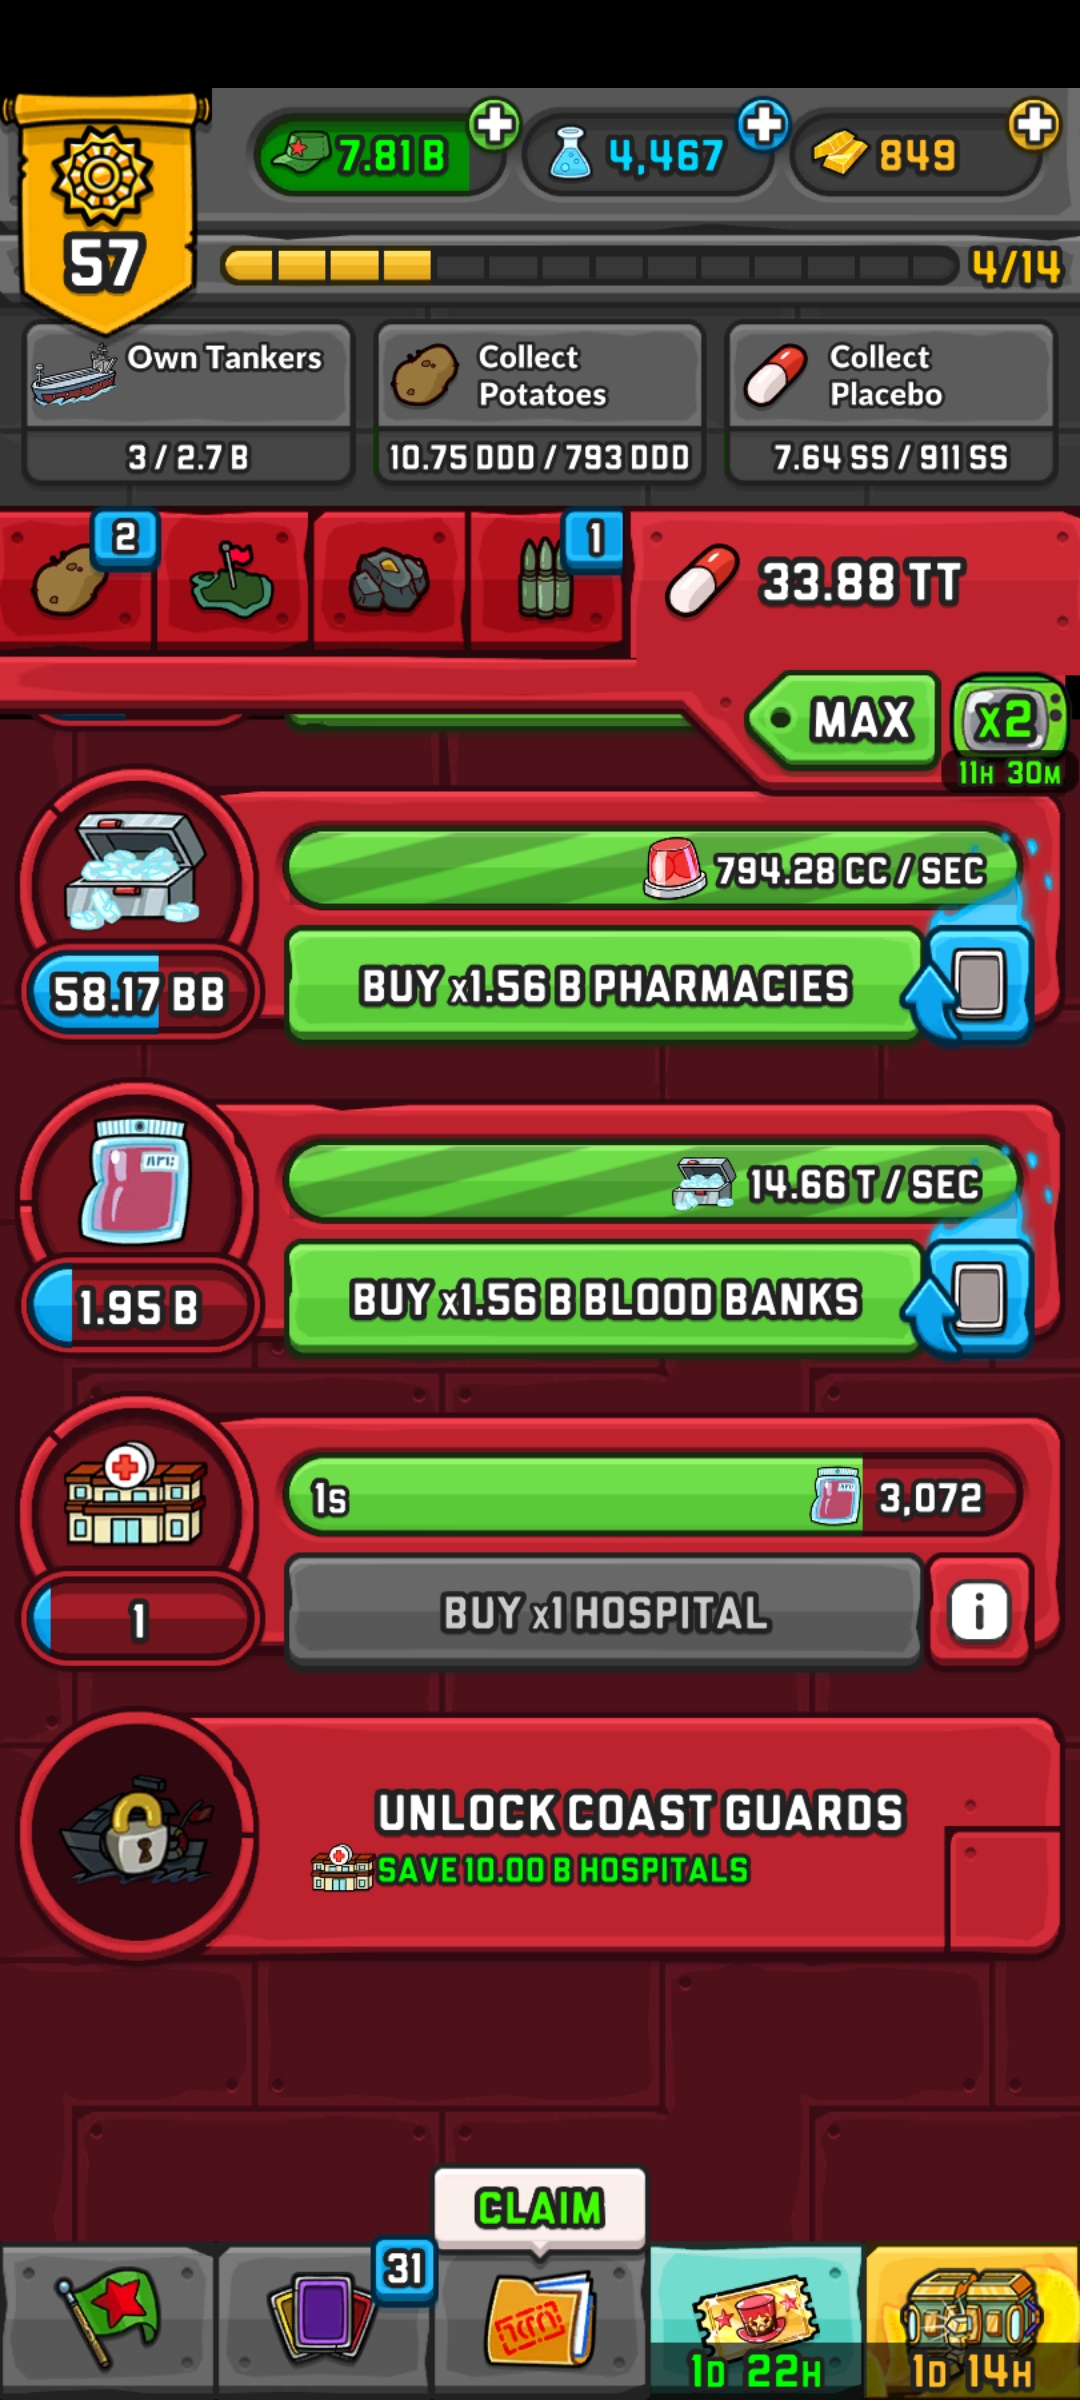 57
7.81 B
4,467
849
4/14
Own Tankers
3 / 2.7 B
Collect
Potatoes
10.75 DDD / 793 DDD
Collect
Placebo
7.64 SS / 911 SS
2
1
33.88 TT
MAX
x2
11H 30M
794.28 CC / SEC
58.17 BB
BUY x1.56 B PHARMACIES
14.66 T / SEC
1.95 B
BUY x1.56 B BLOOD BANKS
1s
3,072
1
BUY x1 HOSPITAL
i
UNLOCK COAST GUARDS
SAVE 10.00 B HOSPITALS
CLAIM
31
1D 22H
1D 14H